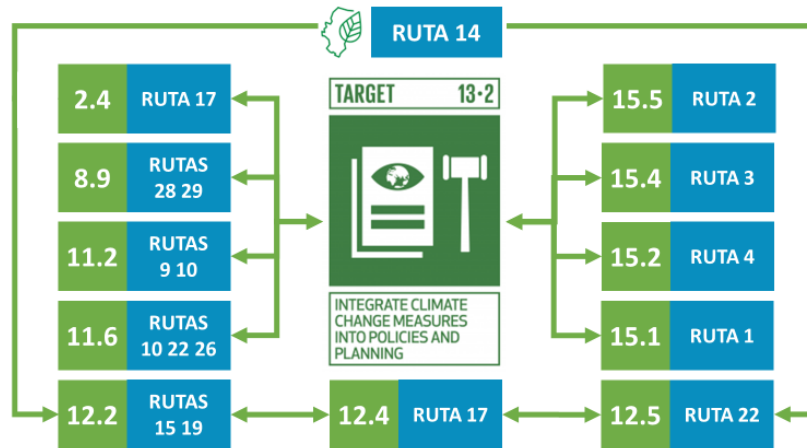 RUTA 14
2.4 RUTA 17
8.9 RUTAS
28 29
11.2 RUTAS
9 10
11.6 RUTAS
10 22 26
12.2 RUTAS
15 19
TARGET 13·2
INTEGRATE CLIMATE
CHANGE MEASURES
INTO POLICIES AND
PLANNING
12.4 RUTA 17
15.5 RUTA 2
15.4 RUTA 3
15.2 RUTA 4
15.1 RUTA 1
12.5 RUTA 22